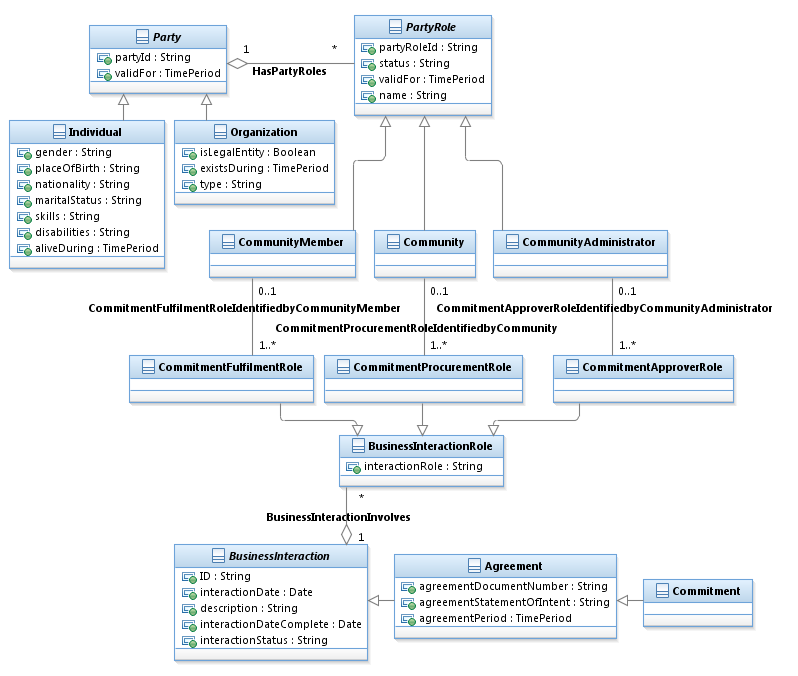 Party
partyId : String
validFor : TimePeriod
1
*
HasPartyRoles
PartyRole
partyRoleId : String
status : String
validFor : TimePeriod
name : String
Individual
gender : String
placeOfBirth : String
nationality : String
maritalStatus : String
skills : String
disabilities : String
aliveDuring : TimePeriod
Organization
isLegalEntity : Boolean
existsDuring : TimePeriod
type : String
CommunityMember
Community
CommunityAdministrator
0..1
0..1
0..1
CommitmentFulfilmentRoleIdentifiedbyCommunityMember
CommitmentApproverRoleIdentifiedbyCommunityAdministrator
CommitmentProcurementRoleIdentifiedbyCommunity
1..*
1..*
1..*
CommitmentFulfilmentRole
CommitmentProcurementRole
CommitmentApproverRole
BusinessInteractionRole
interactionRole : String
*
BusinessInteractionInvolves
1
BusinessInteraction
ID : String
interactionDate : Date
description : String
interactionDateComplete : Date
interactionStatus : String
Agreement
agreementDocumentNumber : String
agreementStatementOfIntent : String
agreementPeriod : TimePeriod
Commitment